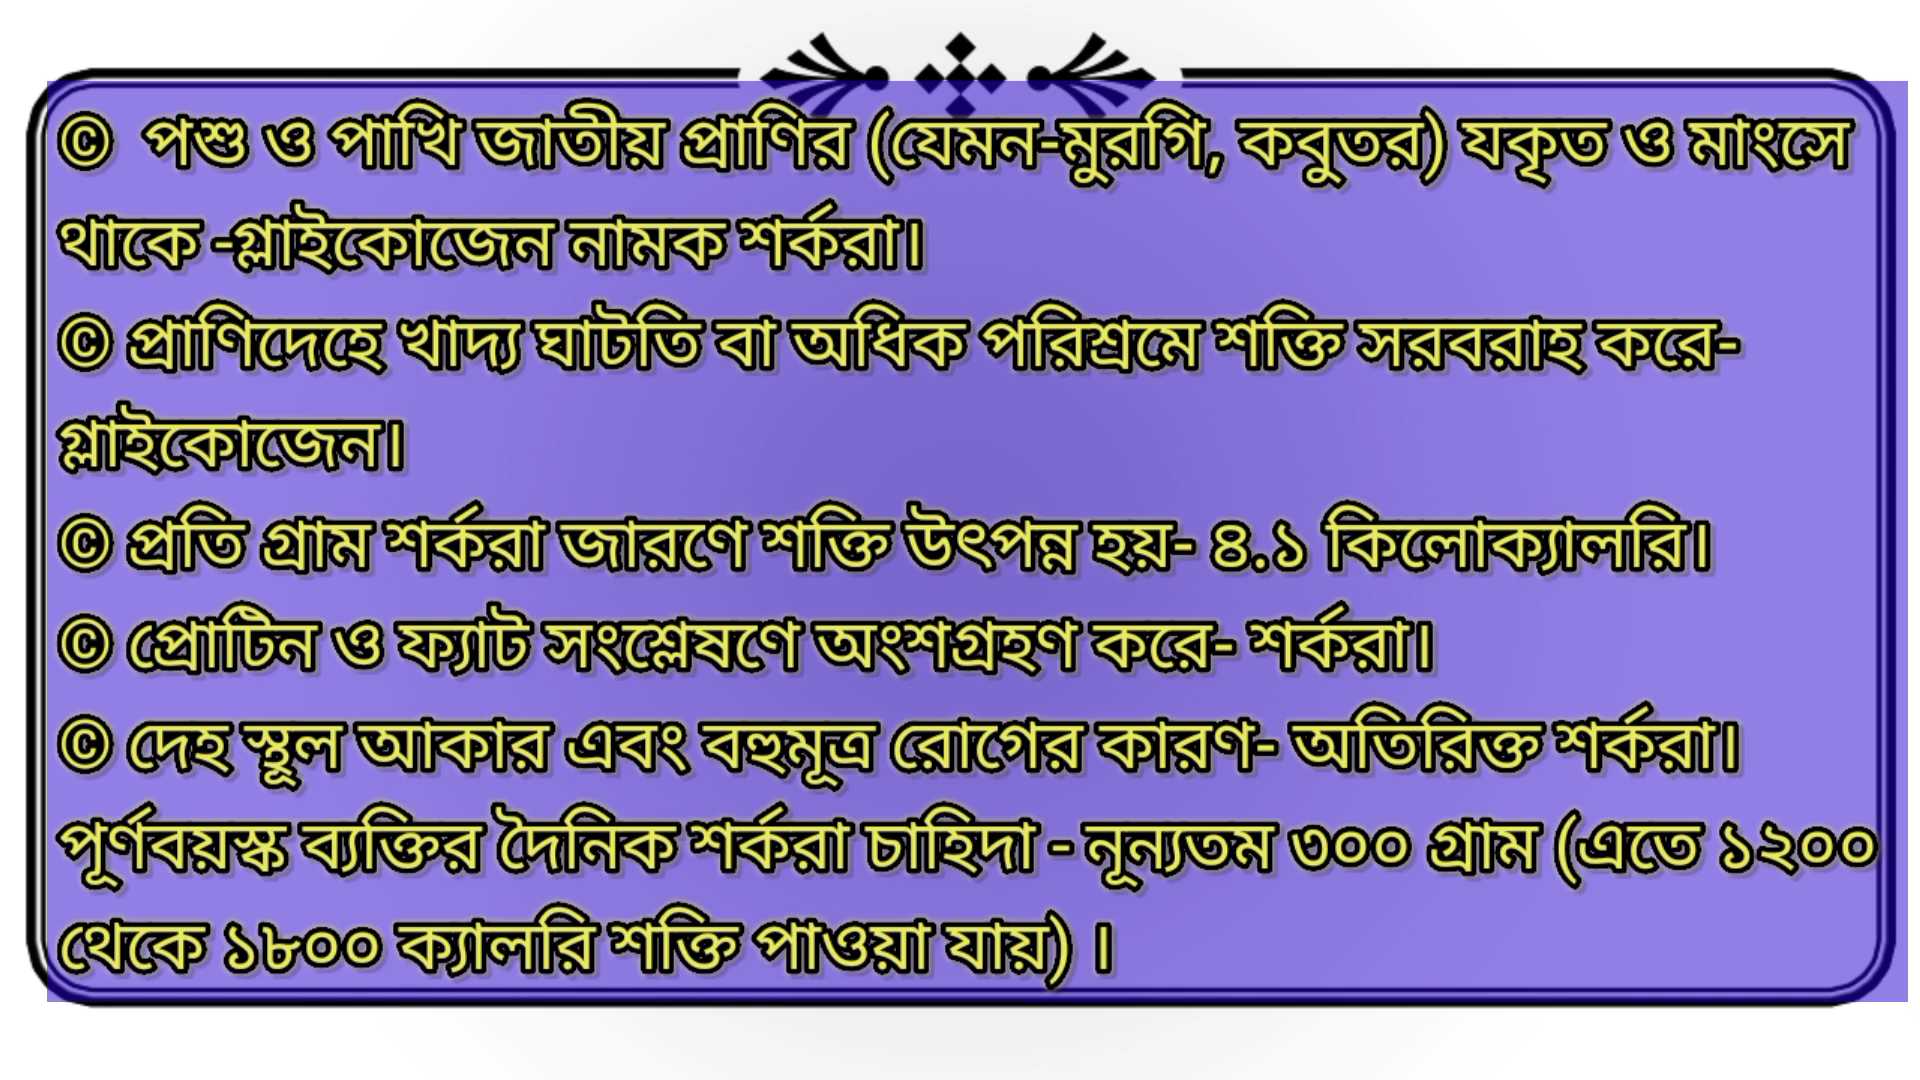 © পশু ও পাখি জাতীয় প্রাণির (যেমন-মুরগি, কবুতর) যকৃত ও মাংসে
থাকে -গ্লাইকোজেন নামক শর্করা।
© প্রাণিদেহে খাদ্য ঘাটতি বা অধিক পরিশ্রমে শক্তি সরবরাহ করে-
গ্লাইকোজেন।
© প্রতি গ্রাম শর্করা জারণে শক্তি উৎপন্ন হয়- ৪.১ কিলোক্যালরি।
© প্রোটিন ও ফ্যাট সংশ্লেষণে অংশগ্রহণ করে- শর্করা।
© দেহ স্থূল আকার এবং বহুমূত্র রোগের কারণ- অতিরিক্ত শর্করা।
পূর্ণবয়স্ক ব্যক্তির দৈনিক শর্করা চাহিদা - নূন্যতম ৩০০ গ্রাম (এতে ১২০০
থেকে ১৮০০ ক্যালরি শক্তি পাওয়া যায়) ।